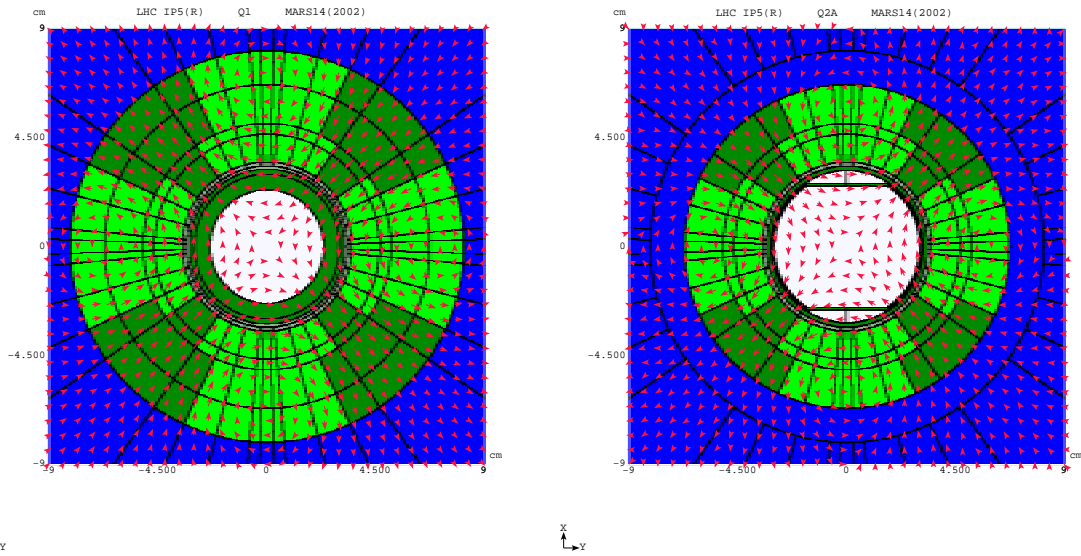 cm LHC IP5(R) Q1 MARS14(2002)
9
4.500
0
-4.500
-9
-9 -4.500 0 4.500 9 cm
Y
cm LHC IP5(R) Q2A MARS14(2002)
9
4.500
0
-4.500
-9
-9 -4.500 0 4.500 9 cm
X
Y